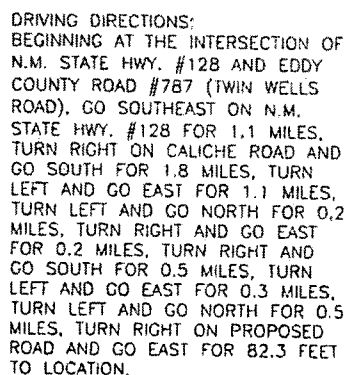 DRIVING DIRECTIONS:
BEGINNING AT THE INTERSECTION OF
N.M. STATE HWY. #128 AND EDDY
COUNTY ROAD #787 (TWIN WELLS
ROAD), GO SOUTHEAST ON N.M.
STATE HWY. #128 FOR 1.1 MILES,
TURN RIGHT ON CALICHE ROAD AND
GO SOUTH FOR 1.8 MILES, TURN
LEFT AND GO EAST FOR 1.1 MILES,
TURN LEFT AND GO NORTH FOR 0.2
MILES, TURN RIGHT AND GO EAST
FOR 0.2 MILES, TURN RIGHT AND
GO SOUTH FOR 0.5 MILES, TURN
LEFT AND GO EAST FOR 0.3 MILES,
TURN LEFT AND GO NORTH FOR 0.5
MILES, TURN RIGHT ON PROPOSED
ROAD AND GO EAST FOR 82.3 FEET
TO LOCATION.